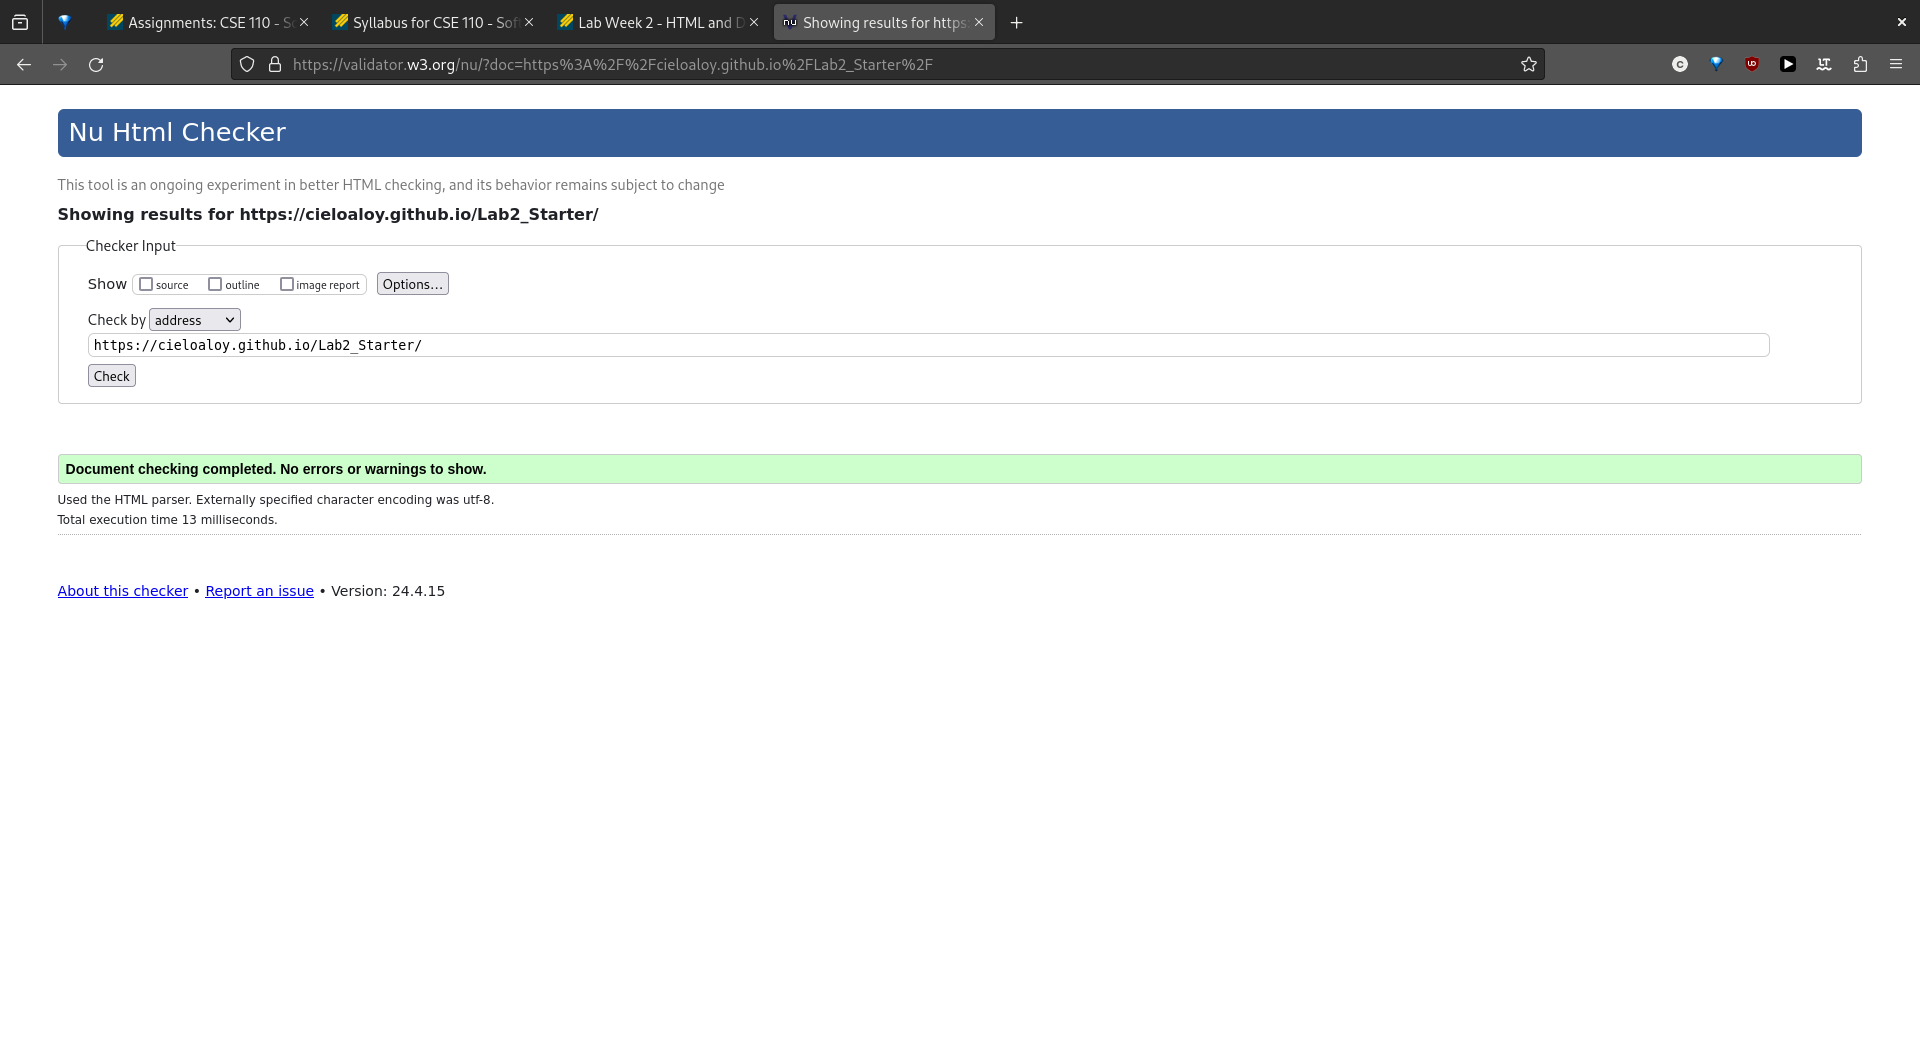 Assignments: CSE 110 - S
Syllabus for CSE 110 - Sof
Lab Week 2 - HTML and D
nu Showing results for https:
https://validator.w3.org/nu/?doc=https%3A%2F%2Fcieloaloy.github.io%2FLab2_Starter%2F
Nu Html Checker
This tool is an ongoing experiment in better HTML checking, and its behavior remains subject to change
Showing results for https://cieloaloy.github.io/Lab2_Starter/
Checker Input
Show source outline image report Options...
Check by address
https://cieloaloy.github.io/Lab2_Starter/
Check
Document checking completed. No errors or warnings to show.
Used the HTML parser. Externally specified character encoding was utf-8.
Total execution time 13 milliseconds.
About this checker • Report an issue • Version: 24.4.15